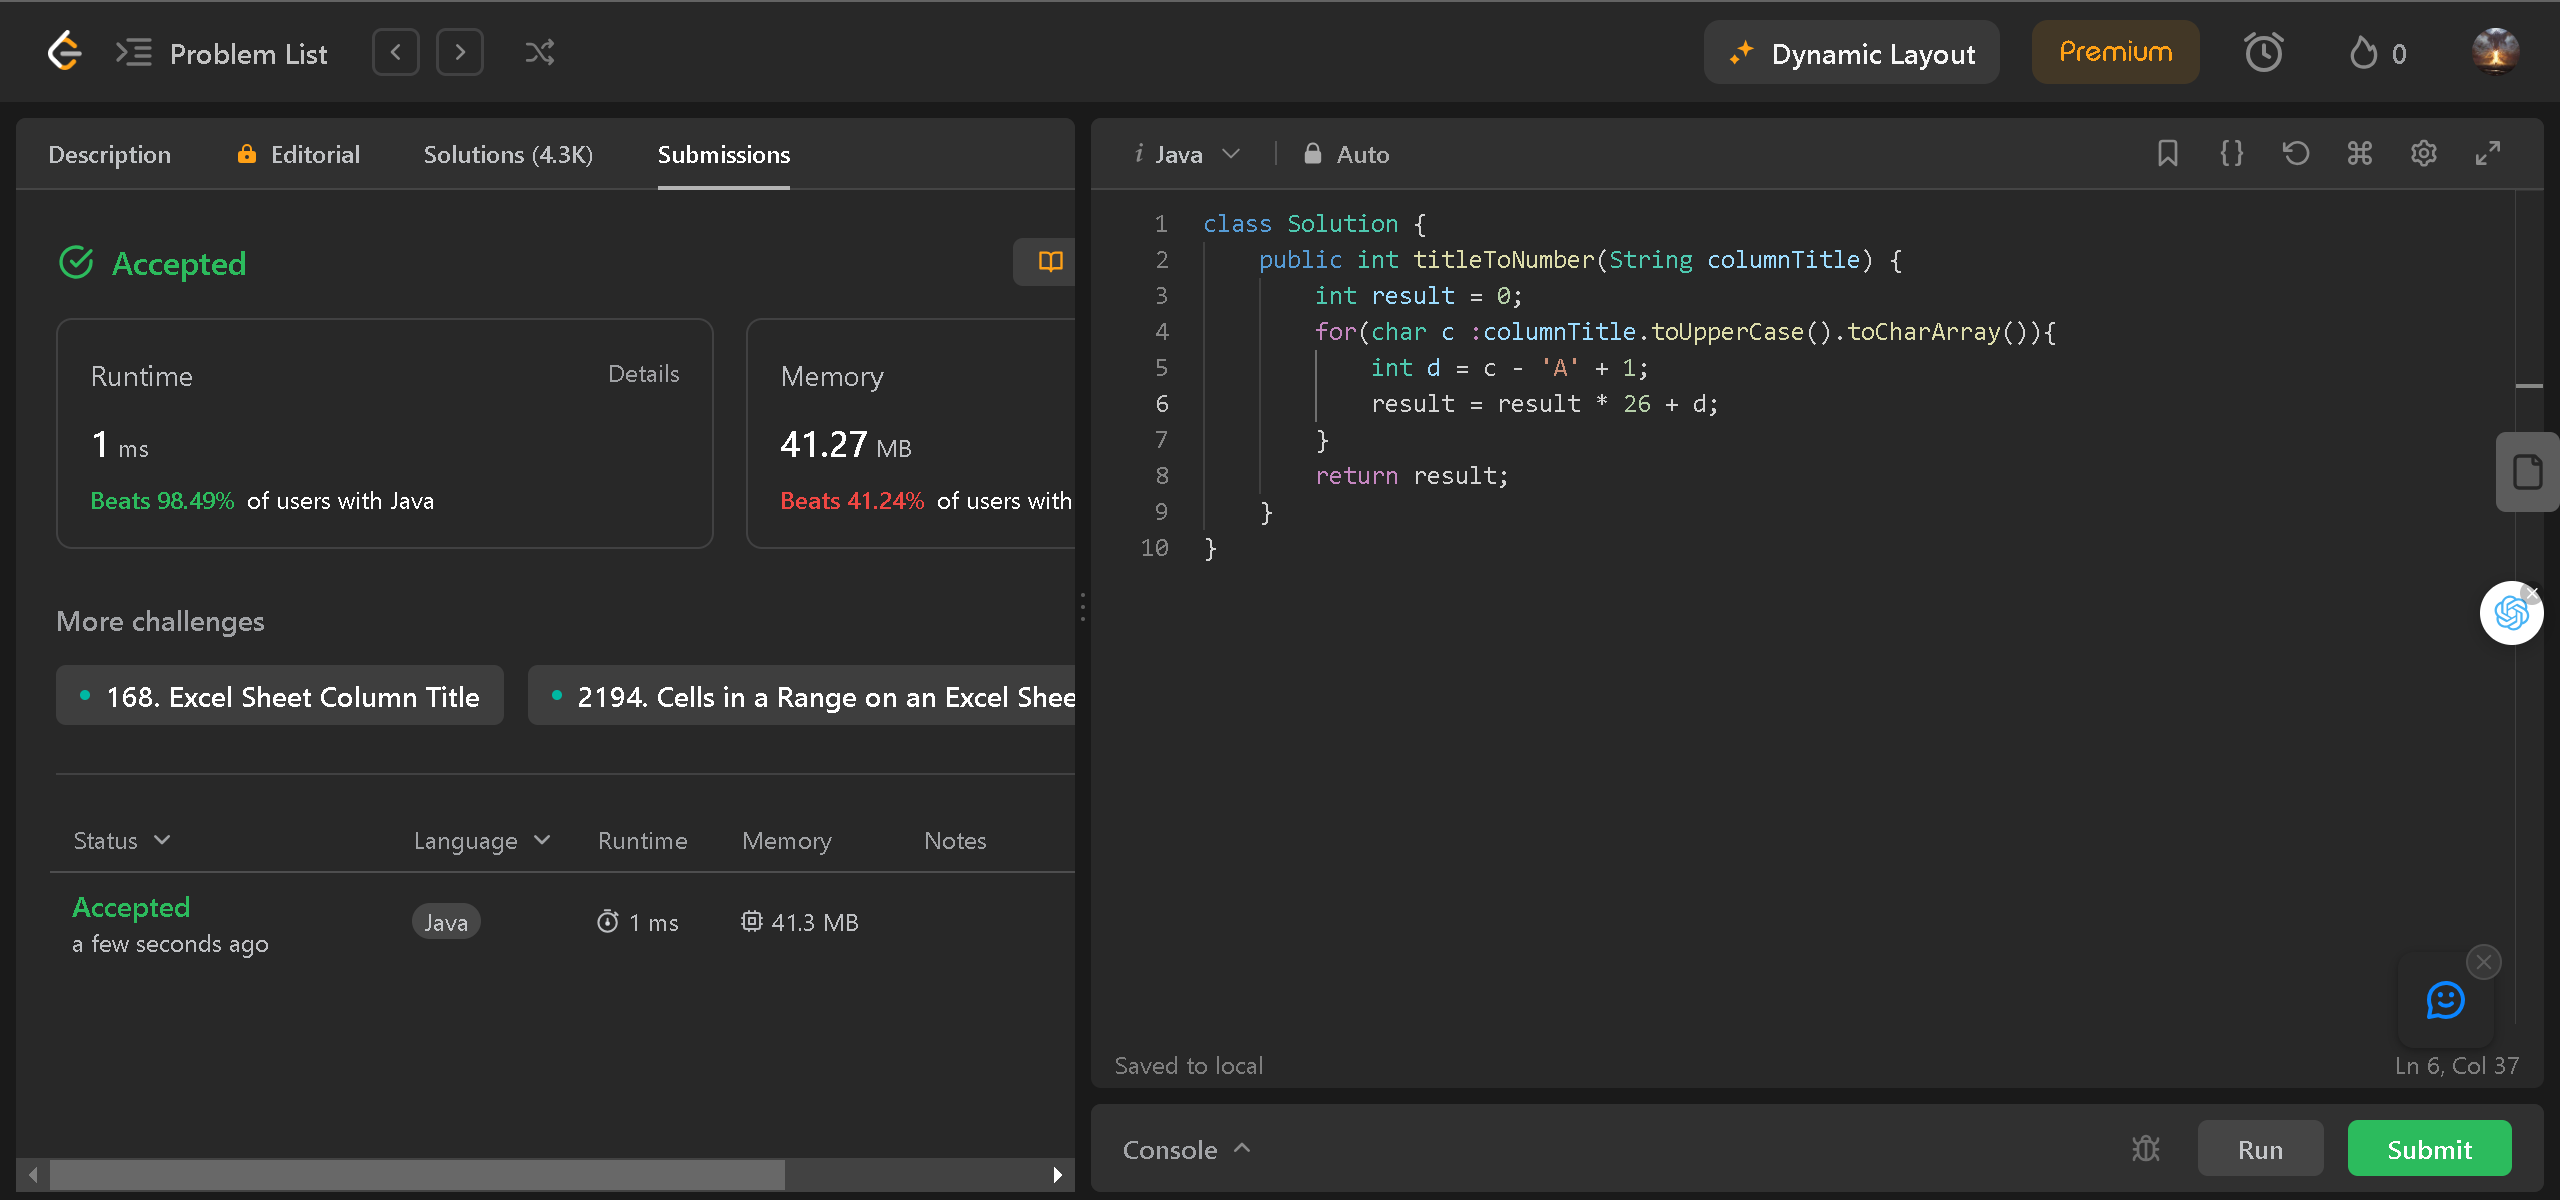 Problem List
Dynamic Layout
Premium
0
Description
Editorial
Solutions (4.3K)
Submissions
Accepted
Runtime
Details
1 ms
Beats 98.49% of users with Java
Memory
41.27 MB
Beats 41.24% of users with
More challenges
168. Excel Sheet Column Title
2194. Cells in a Range on an Excel Shee
Status
Language
Runtime
Memory
Notes
Accepted
a few seconds ago
Java
1 ms
41.3 MB
i Java
Auto
1 class Solution {
2 public int titleToNumber(String columnTitle) {
3 int result = 0;
4 for(char c :columnTitle.toUpperCase().toCharArray()){
5 int d = c - 'A' + 1;
6 result = result * 26 + d;
7 }
8 return result;
9 }
10 }
Saved to local
Ln 6, Col 37
Console
Run
Submit